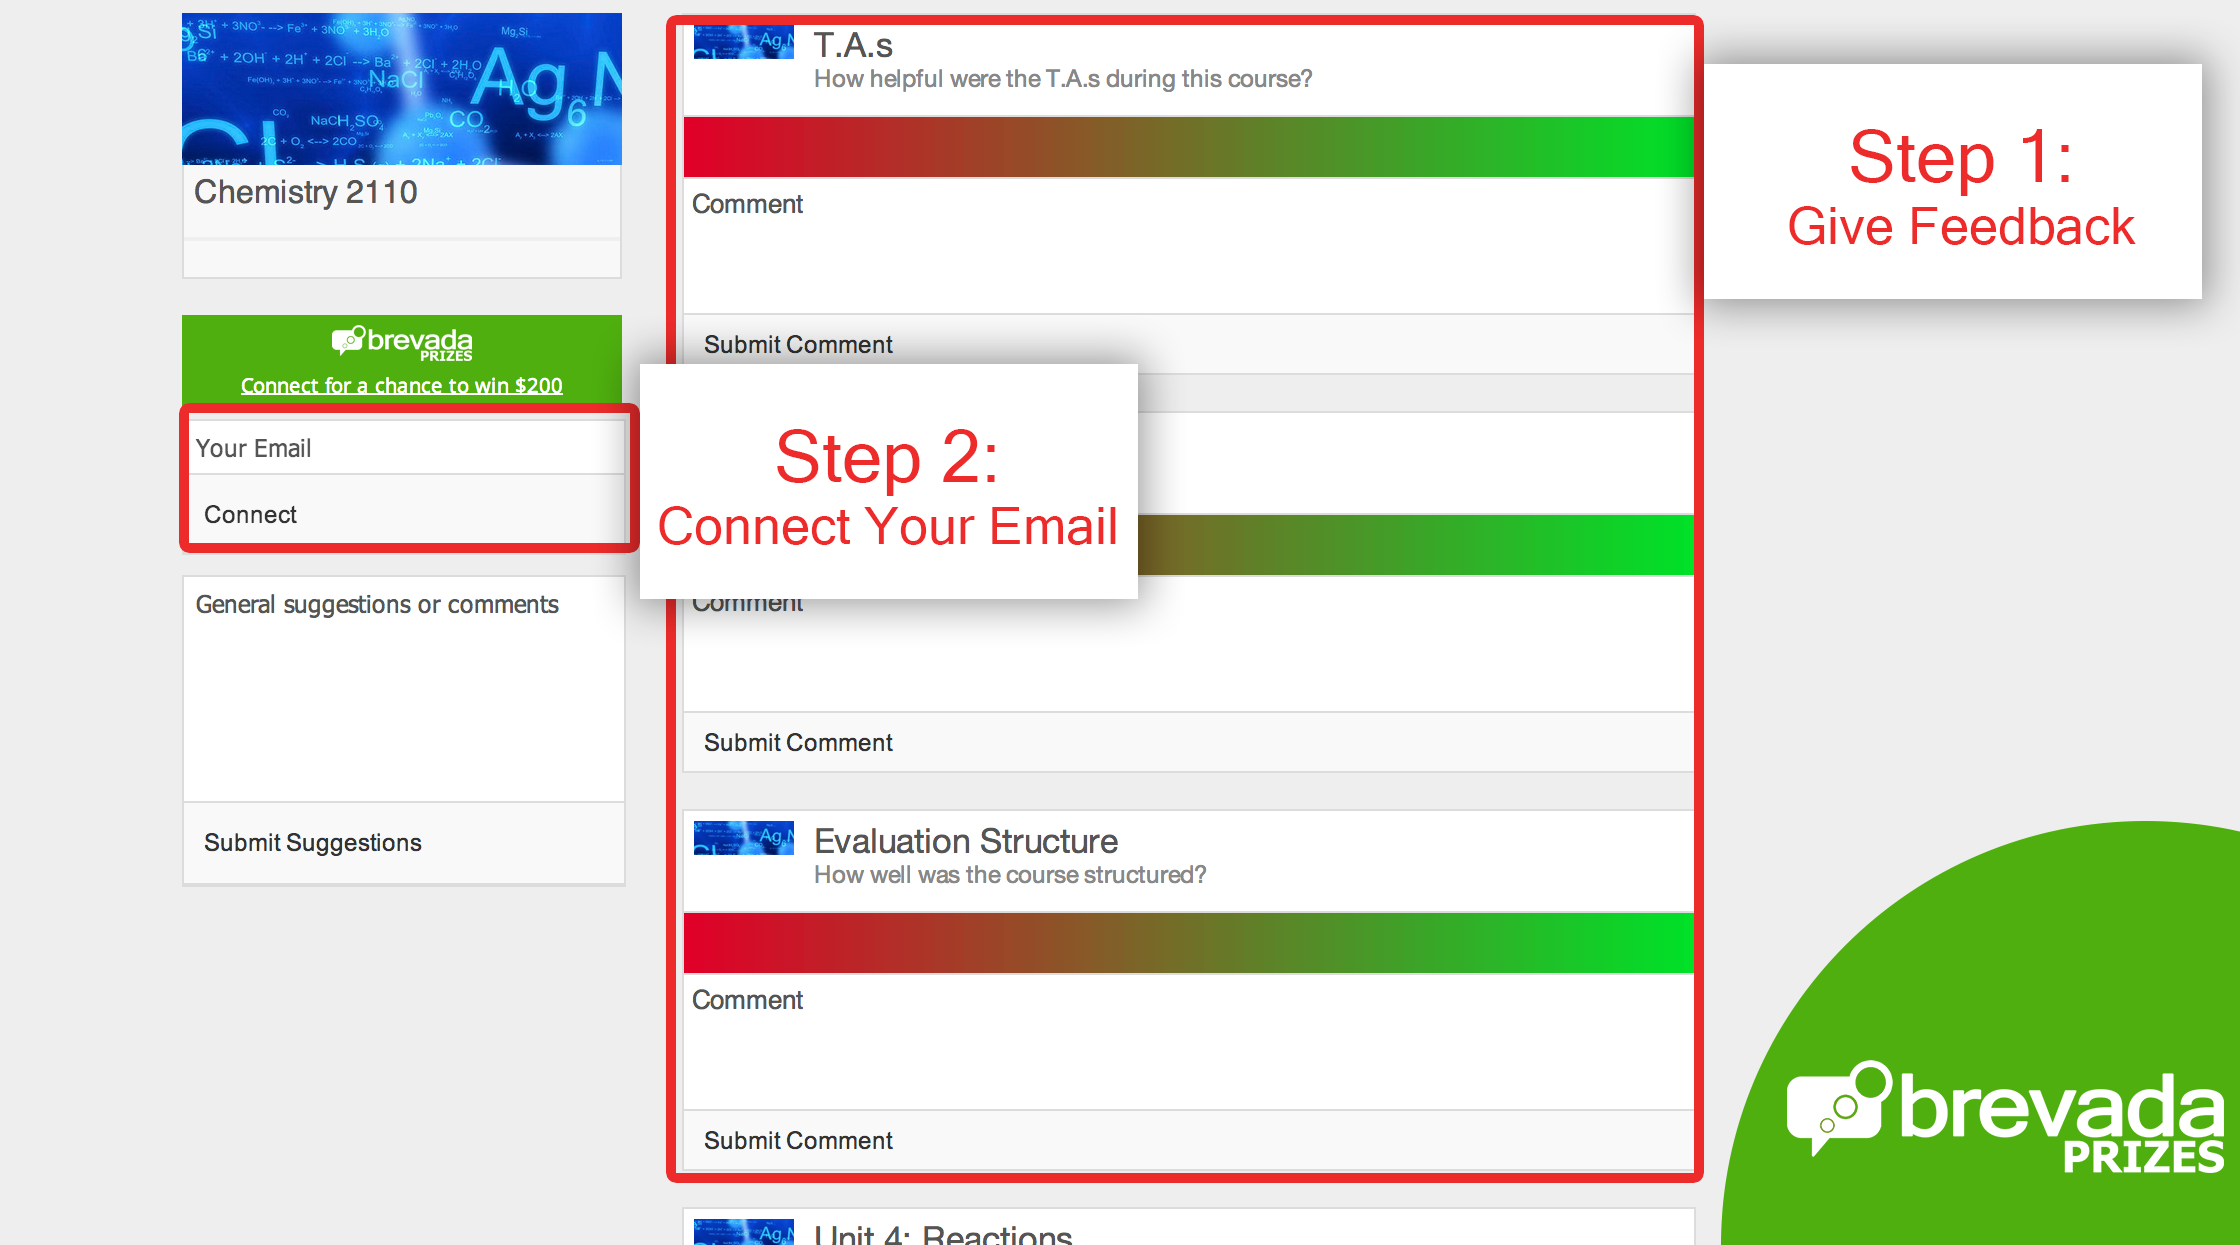 Chemistry 2110
brevada
PRIZES
Connect for a chance to win $200
Your Email
Connect
General suggestions or comments
Submit Suggestions
T.A.s
How helpful were the T.A.s during this course?
Comment
Submit Comment
Step 1:
Give Feedback
Step 2:
Connect Your Email
Comment
Submit Comment
Evaluation Structure
How well was the course structured?
Comment
Submit Comment
Unit 4: Reactions
brevada
PRIZES